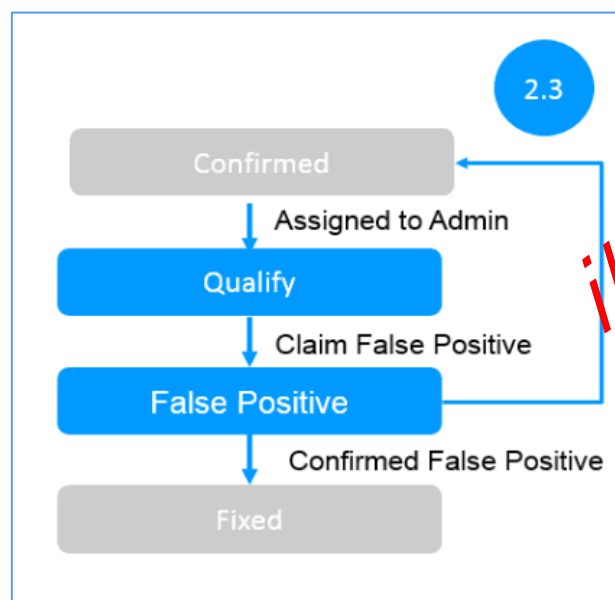 2.3
Confirmed
Assigned to Admin
Qualify
Claim False Positive
False Positive
Confirmed False Positive
Fixed